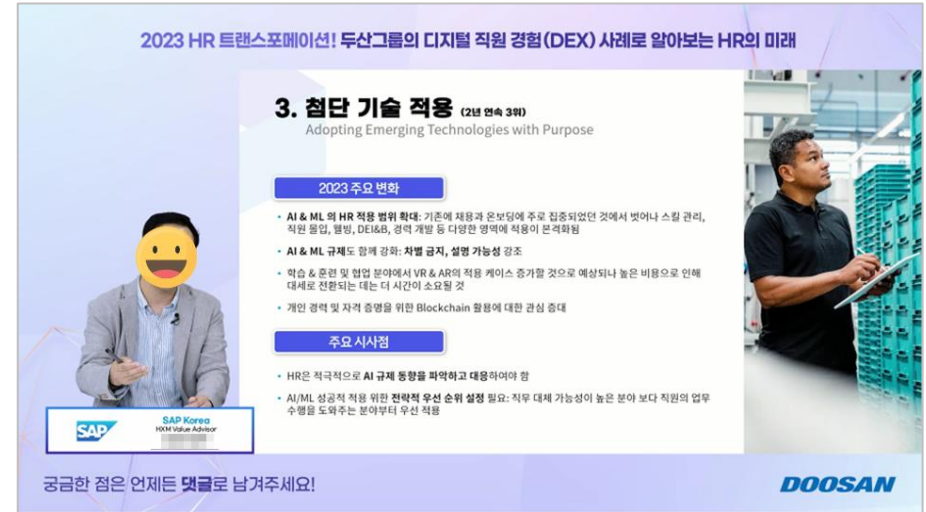 2023 HR 트랜스포메이션! 두산그룹의 디지털 직원 경험(DEX) 사례로 알아보는 HR의 미래
3. 첨단 기술 적용 (2년 연속 3위)
Adopting Emerging Technologies with Purpose
2023 주요 변화
• AI & ML 의 HR 적용 범위 확대: 기존에 채용과 온보딩에 주로 집중되었던 것에서 벗어나 스킬 관리,
직원 몰입, 웰빙, DEI&B, 경력 개발 등 다양한 영역에 적용이 본격화됨
• AI & ML 규제도 함께 강화: 차별 금지, 설명 가능성 강조
• 학습 & 훈련 및 협업 분야에서 VR & AR의 적용 케이스 증가할 것으로 예상되나 높은 비용으로 인해
대세로 전환되는 데는 더 시간이 소요될 것
• 개인 경력 및 자격 증명을 위한 Blockchain 활용에 대한 관심 증대
주요 시사점
• HR은 적극적으로 AI 규제 동향을 파악하고 대응하여야 함
• AI/ML 성공적 적용 위한 전략적 우선 순위 설정 필요: 직무 대체 가능성이 높은 분야 보다 직원의 업무
수행을 도와주는 분야부터 우선 적용
SAP
SAP Korea
HXM Value Advisor
궁금한 점은 언제든 댓글로 남겨주세요!
DOOSAN